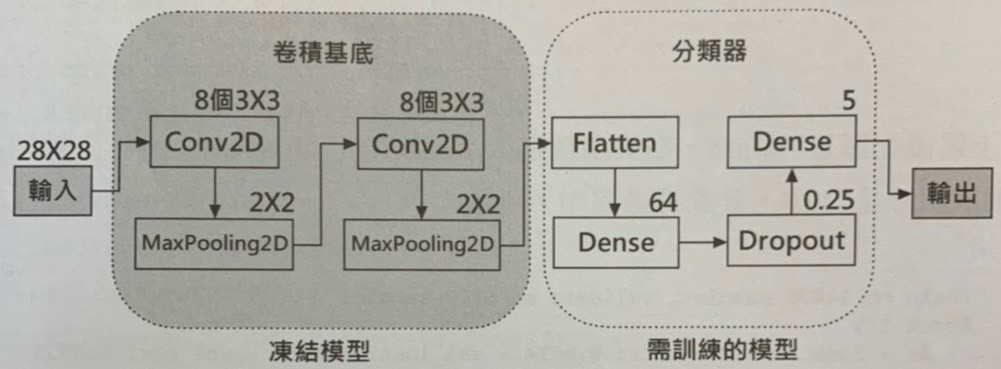 卷積基底
分類器
8個3X3
8個3X3
5
28X28
Conv2D
Conv2D
Flatten
Dense
輸入
2X2
2X2
64
0.25
輸出
MaxPooling2D
MaxPooling2D
Dense
Dropout
凍結模型
需訓練的模型